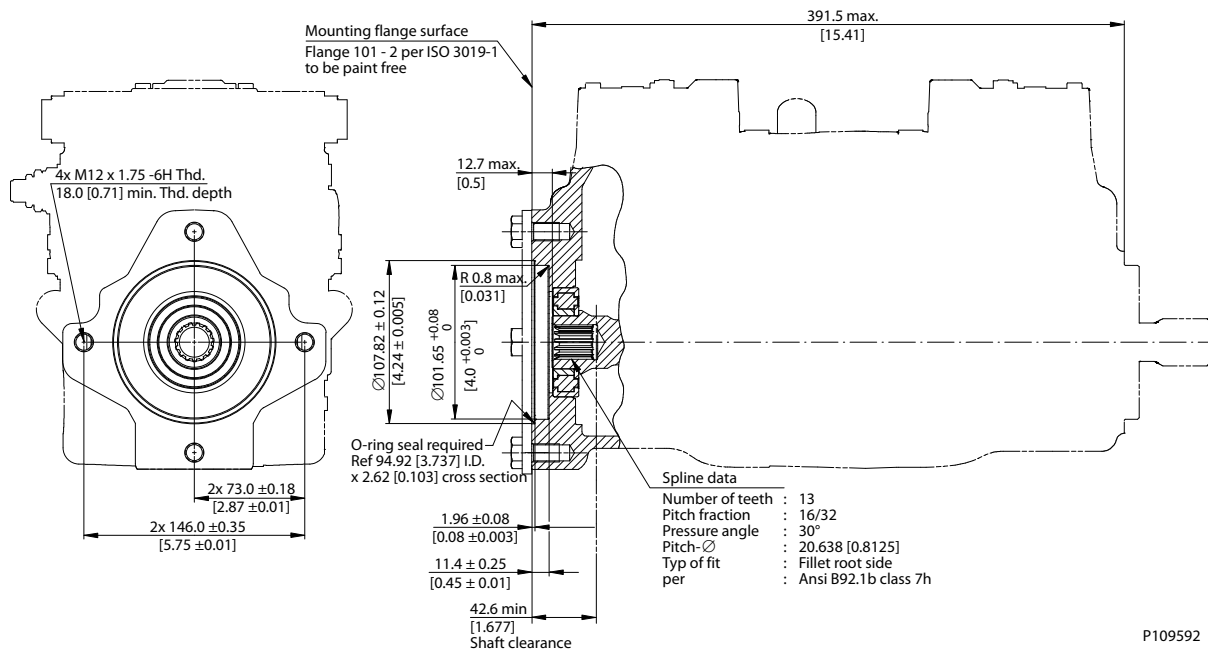 391.5 max.
[15.41]
Mounting flange surface
Flange 101 - 2 per ISO 3019-1
to be paint free
12.7 max.
[0.5]
4x M12 x 1.75 -6H Thd.
18.0 [0.71] min. Thd. depth
R 0.8 max.
[0.031]
Ø107.82 ± 0.12
[4.24 ± 0.005]
Ø101.65 +0.08
0
[4.0 +0.003]
0
O-ring seal required
Ref 94.92 [3.737] I.D.
x 2.62 [0.103] cross section
2x 73.0 ±0.18
[2.87 ±0.01]
2x 146.0 ±0.35
[5.75 ±0.01]
1.96 ±0.08
[0.08 ±0.003]
11.4 ± 0.25
[0.45 ± 0.01]
42.6 min
[1.677]
Shaft clearance
Spline data
Number of teeth : 13
Pitch fraction : 16/32
Pressure angle : 30°
Pitch-Ø : 20.638 [0.8125]
Typ of fit : Fillet root side
per : Ansi B92.1b class 7h
P109592